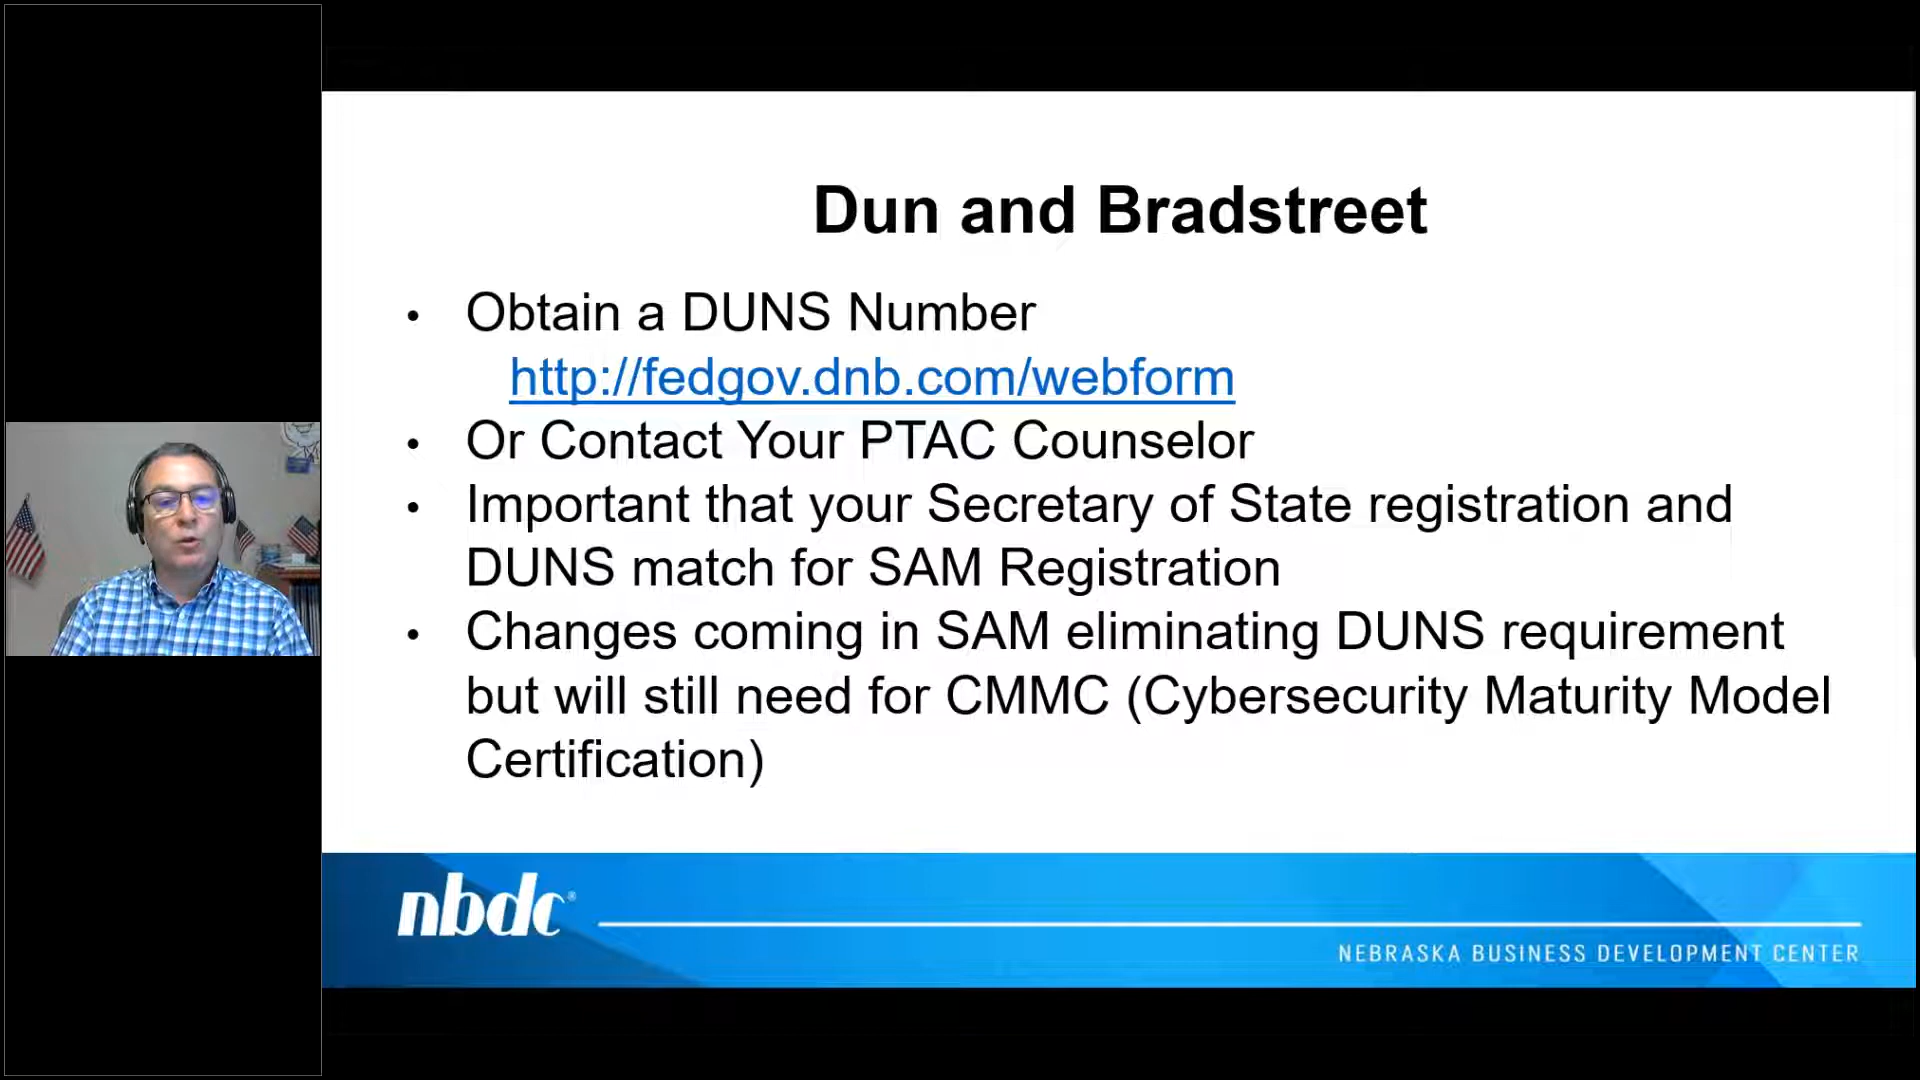 Dun and Bradstreet
• Obtain a DUNS Number
http://fedgov.dnb.com/webform
• Or Contact Your PTAC Counselor
• Important that your Secretary of State registration and
DUNS match for SAM Registration
• Changes coming in SAM eliminating DUNS requirement
but will still need for CMMC (Cybersecurity Maturity Model
Certification)
nbdc®
NEBRASKA BUSINESS DEVELOPMENT CENTER